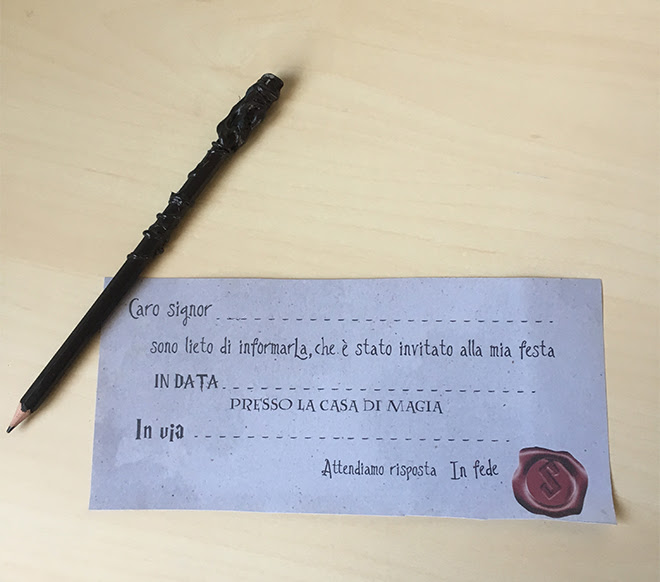 Caro signor
sono lieto di informarLa, che è stato invitato alla mia festa
IN DATA
PRESSO LA CASA DI MAGIA
In via
Attendiamo risposta In fede
S